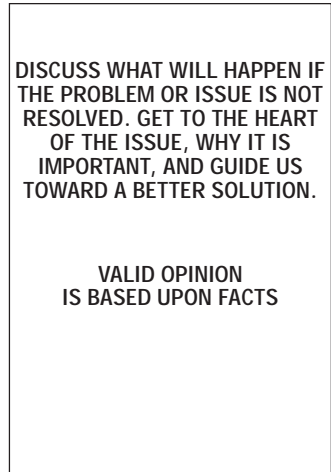 DISCUSS WHAT WILL HAPPEN IF
THE PROBLEM OR ISSUE IS NOT
RESOLVED. GET TO THE HEART
OF THE ISSUE, WHY IT IS
IMPORTANT, AND GUIDE US
TOWARD A BETTER SOLUTION.
VALID OPINION
IS BASED UPON FACTS